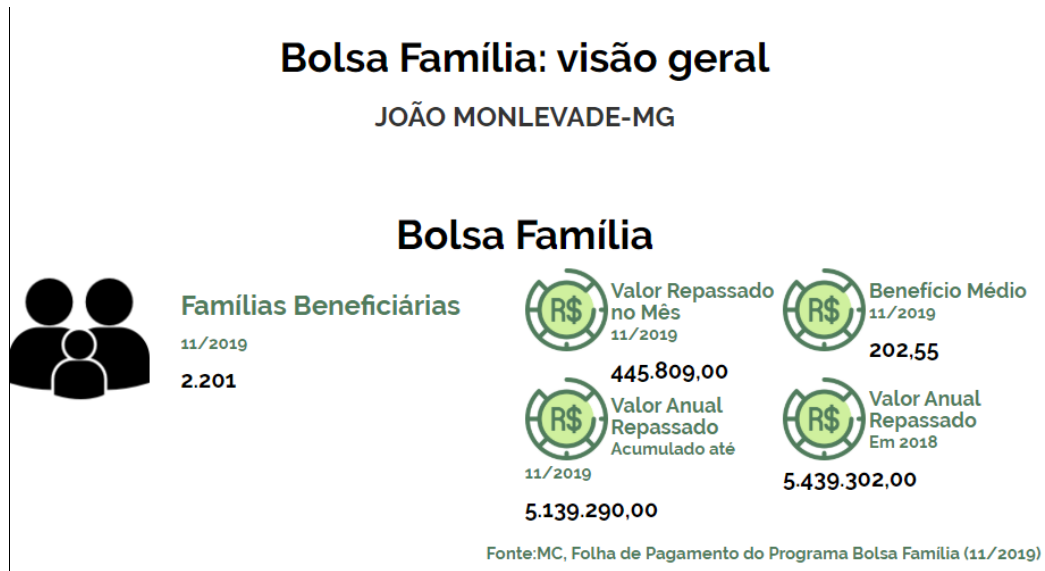 Bolsa Família: visão geral
JOÃO MONLEVADE-MG
Bolsa Família
Famílias Beneficiárias
11/2019
2.201
R$
Valor Repassado
no Mês
11/2019
445.809,00
R$
Benefício Médio
11/2019
202,55
R$
Valor Anual
Repassado
Acumulado até
11/2019
5.139.290,00
R$
Valor Anual
Repassado
Em 2018
5.439.302,00
Fonte:MC, Folha de Pagamento do Programa Bolsa Família (11/2019)